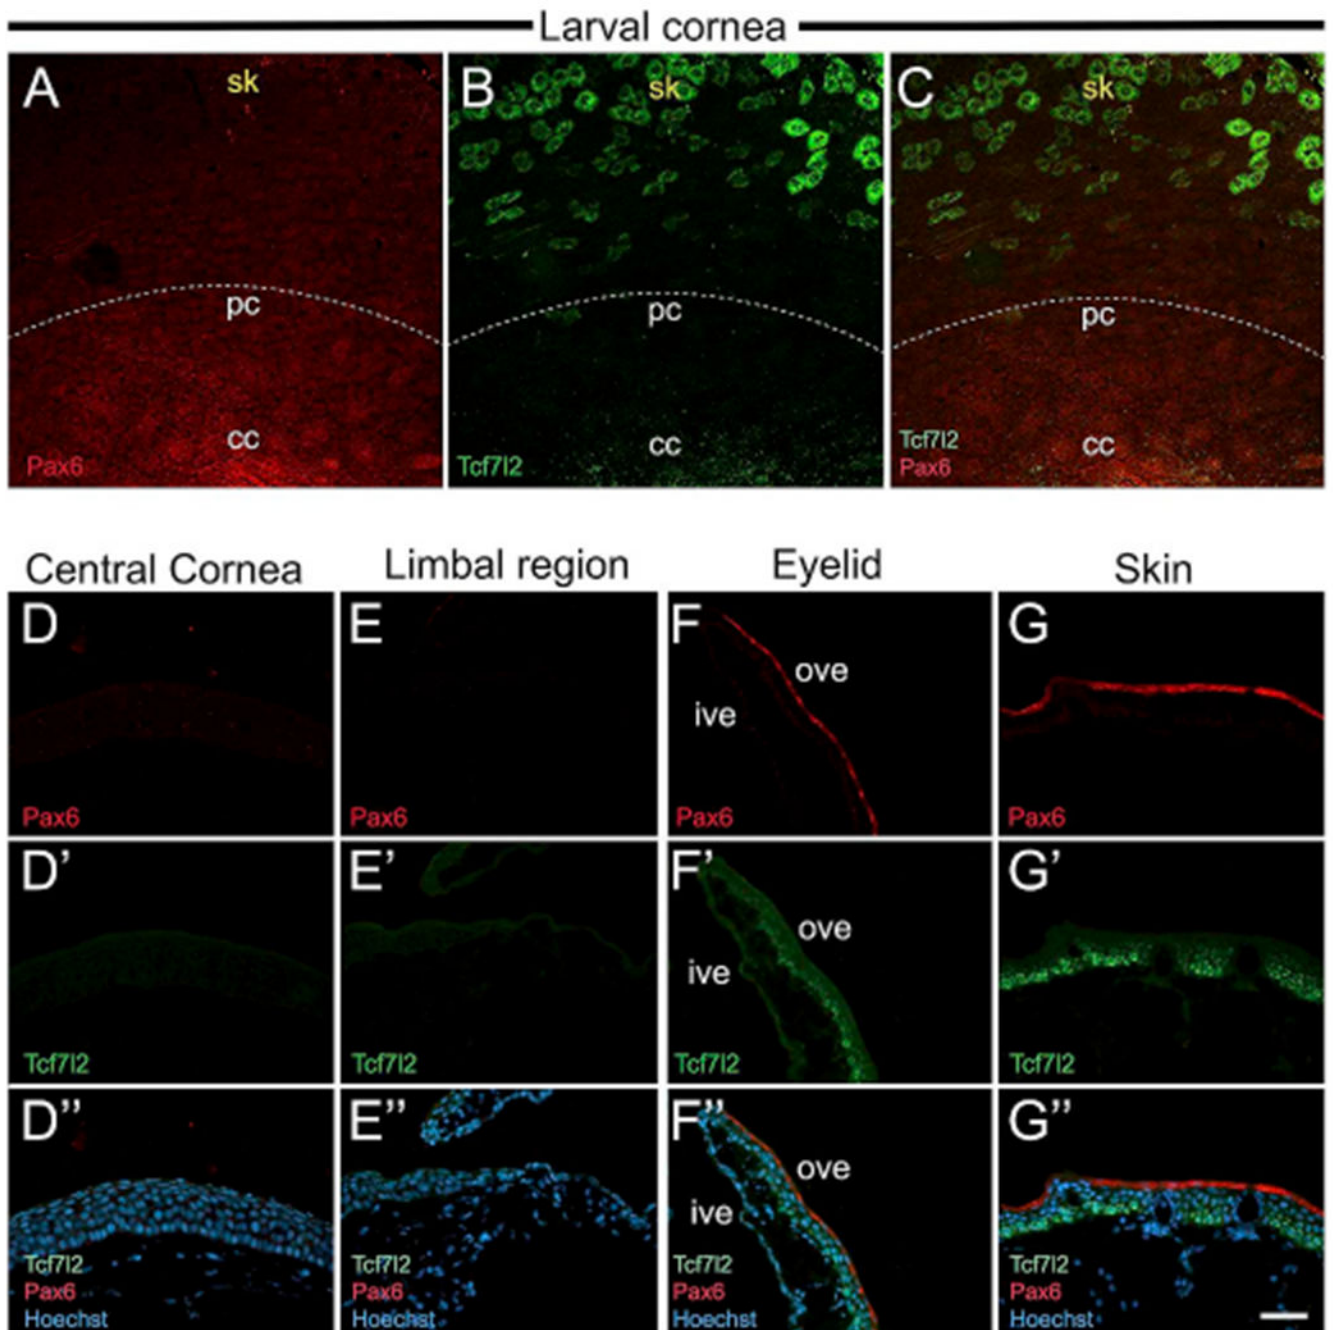 Larval cornea
A
sk
pc
cc
Pax6
B
sk
pc
cc
Tcf7l2
C
sk
pc
cc
Tcf7l2
Pax6
Central Cornea
Limbal region
Eyelid
Skin
D
Pax6
E
Pax6
F
ove
ive
Pax6
G
Pax6
D’
Tcf7l2
E’
Tcf7l2
F’
ove
ive
Tcf7l2
G’
Tcf7l2
D”
Tcf7l2
Pax6
Hoechst
E”
Tcf7l2
Pax6
Hoechst
F”
ove
ive
Tcf7l2
Pax6
Hoechst
G”
Tcf7l2
Pax6
Hoechst